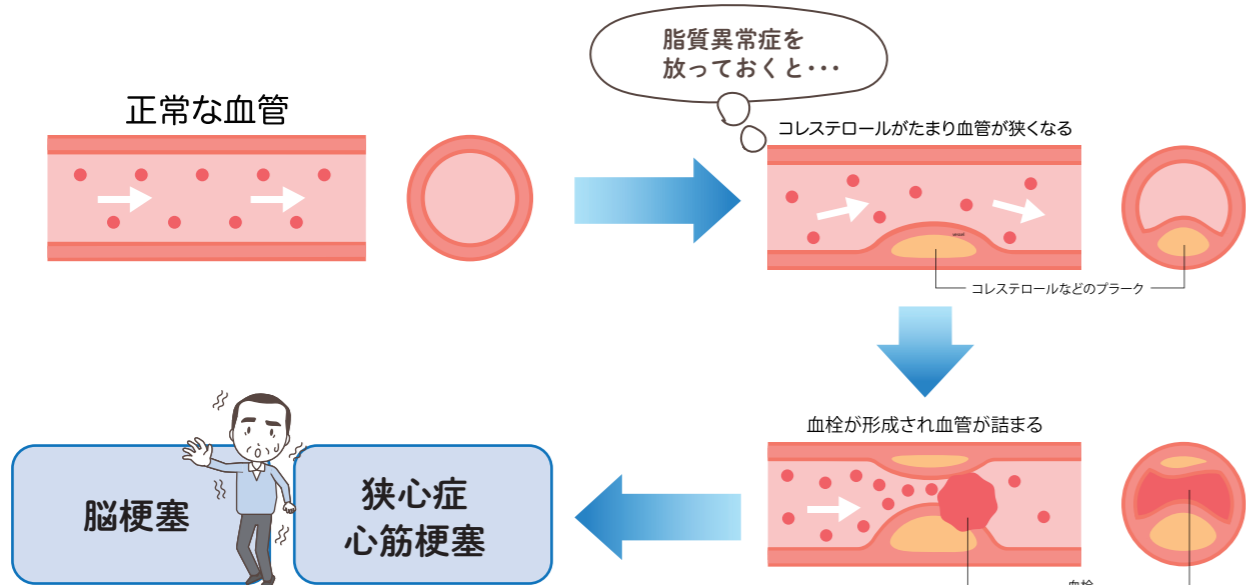 脂質異常症を
放っておくと・・・
正常な血管
コレステロールがたまり血管が狭くなる
コレステロールなどのプラーク
血栓が形成され血管が詰まる
脳梗塞
狭心症
心筋梗塞
血栓